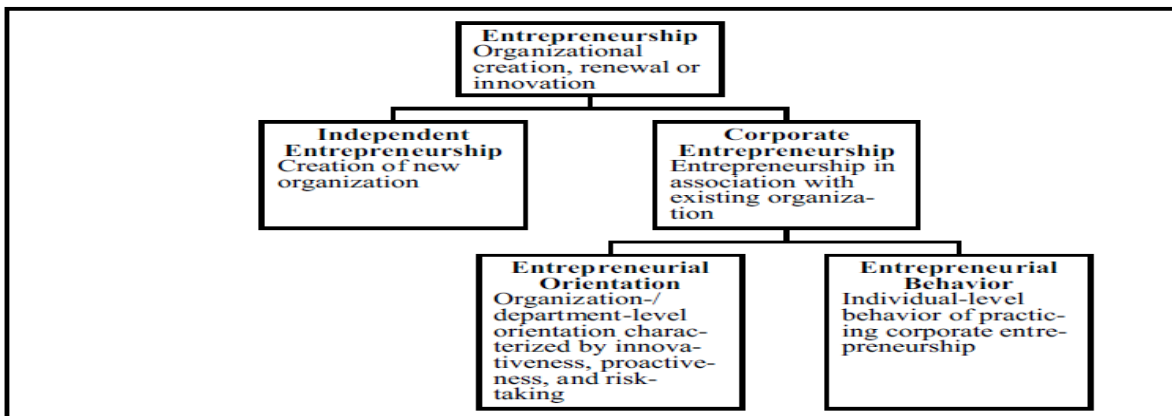 Entrepreneurship
Organizational
creation, renewal or
innovation
Independent
Entrepreneurship
Creation of new
organization
Corporate
Entrepreneurship
Entrepreneurship in
association with
existing organiza-
tion
Entrepreneurial
Orientation
Organization-/
department-level
orientation charac-
terized by innova-
tiveness, proactive-
ness, and risk-
taking
Entrepreneurial
Behavior
Individual-level
behavior of practic-
ing corporate entre-
preneurship